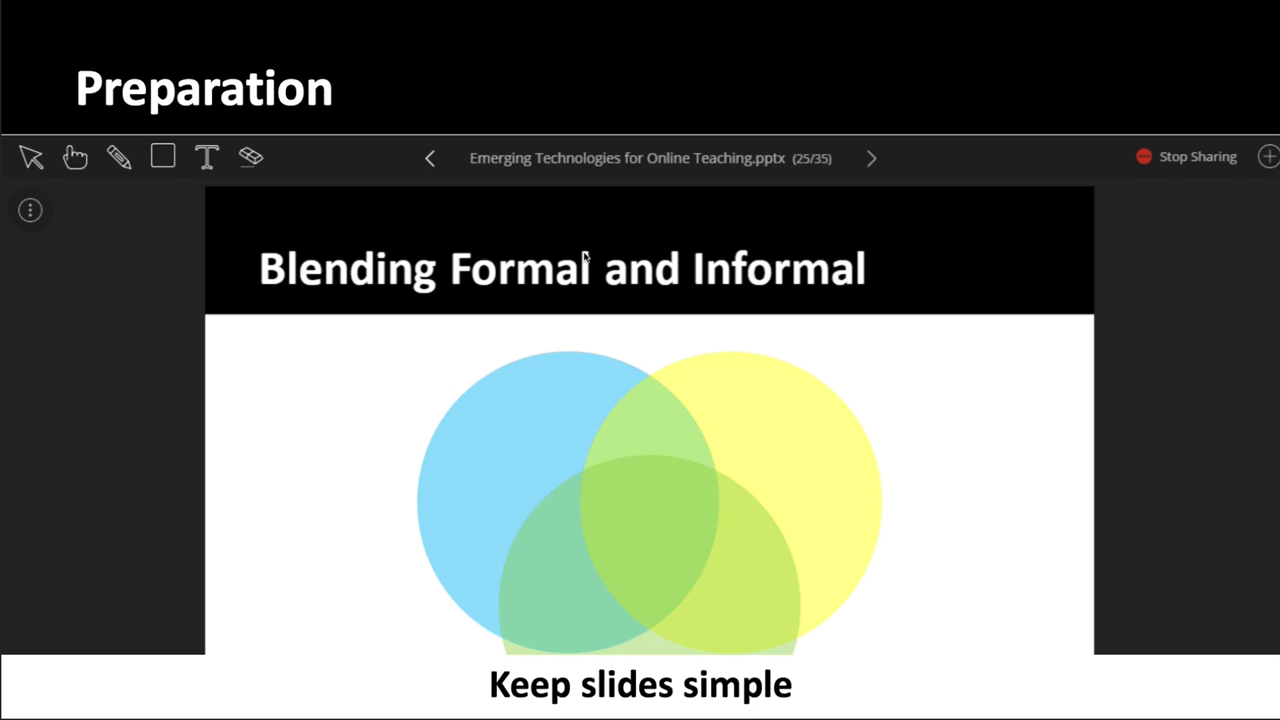 Preparation
Emerging Technologies for Online Teaching.pptx (25/35)
Stop Sharing
Blending Formal and Informal
Keep slides simple